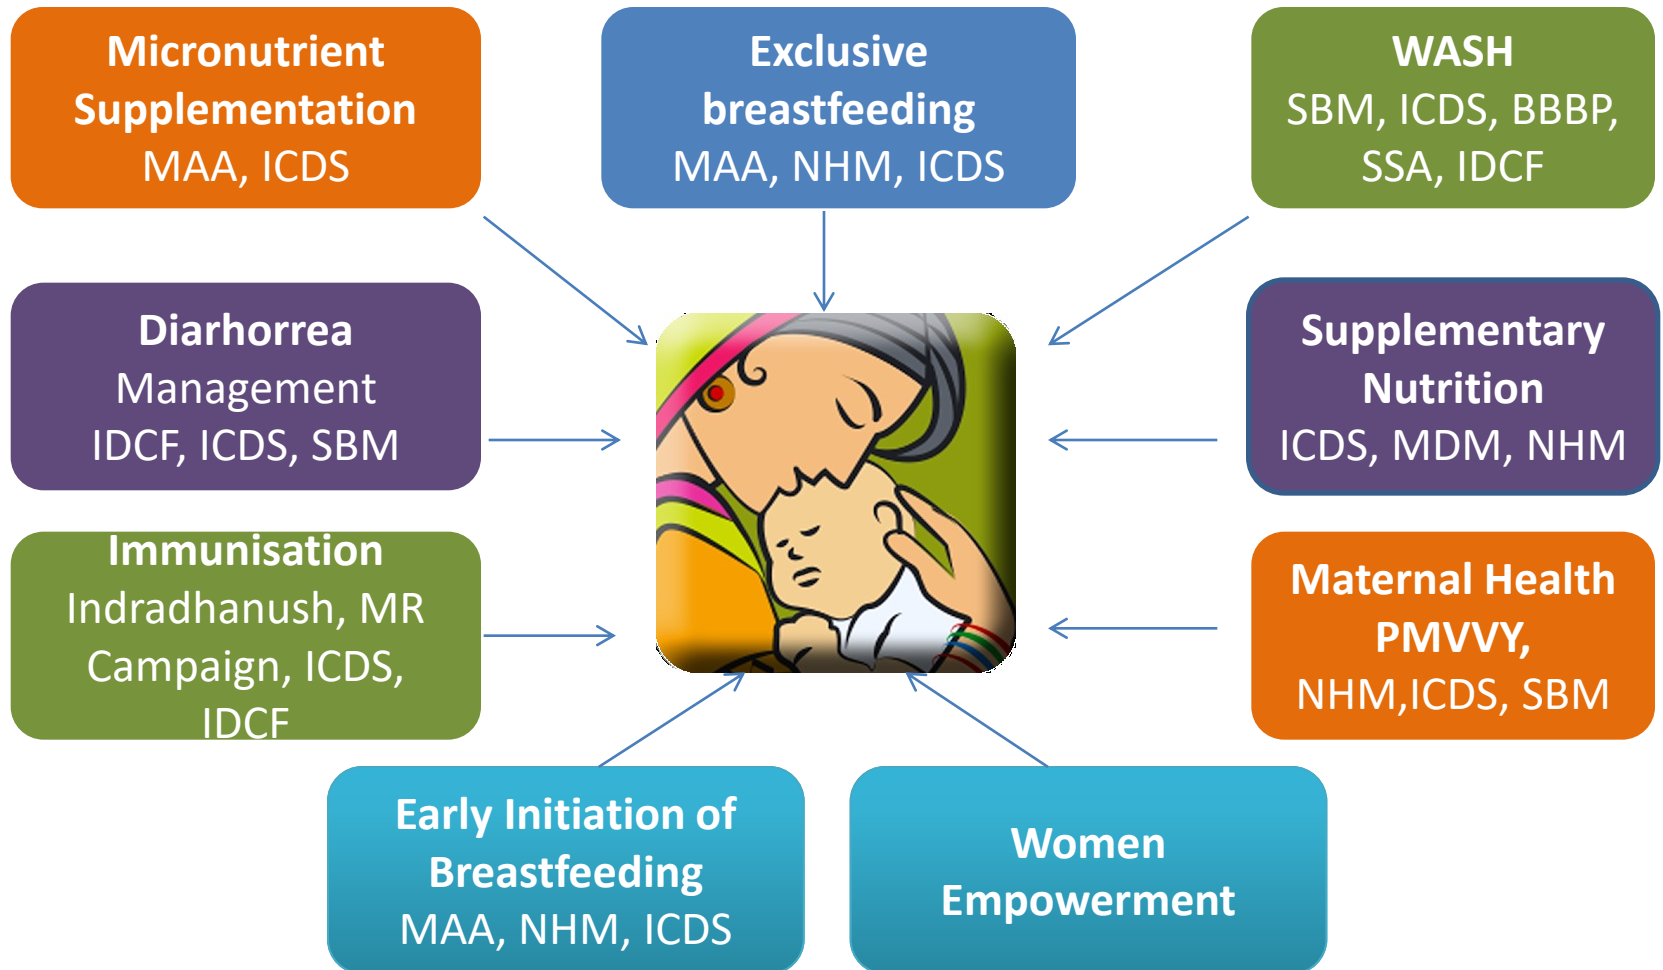 Micronutrient
Supplementation
MAA, ICDS
Exclusive
breastfeeding
MAA, NHM, ICDS
WASH
SBM, ICDS, BBBP,
SSA, IDCF
Diarhorrea
Management
IDCF, ICDS, SBM
Supplementary
Nutrition
ICDS, MDM, NHM
Immunisation
Indradhanush, MR
Campaign, ICDS,
IDCF
Maternal Health
PMVVY,
NHM,ICDS, SBM
Early Initiation of
Breastfeeding
MAA, NHM, ICDS
Women
Empowerment